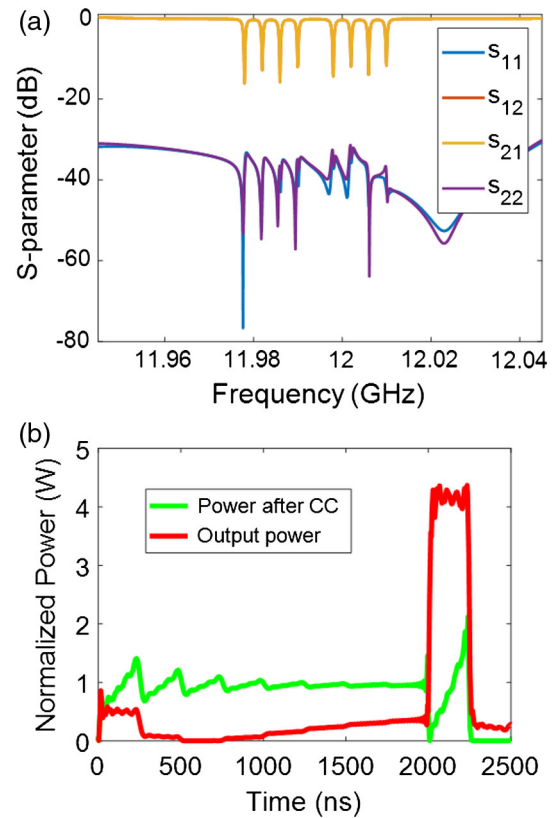 (a)
0
-20
-40
-60
-80
S-parameter (dB)
s11
s12
s21
s22
11.96
11.98
12
12.02
12.04
Frequency (GHz)
(b)
5
4
3
2
1
0
Normalized Power (W)
Power after CC
Output power
0
500
1000
1500
2000
2500
Time (ns)